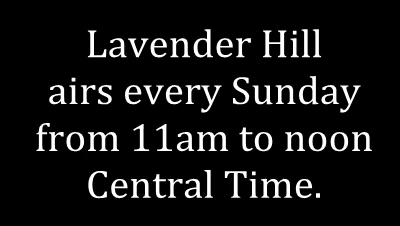 Lavender Hill
airs every Sunday
from 11am to noon
Central Time.